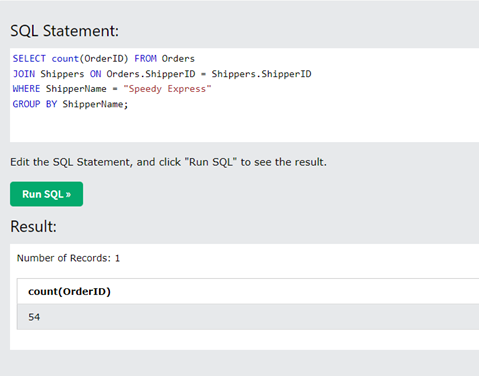 SQL Statement:
SELECT count(OrderID) FROM Orders
JOIN Shippers ON Orders.ShipperID = Shippers.ShipperID
WHERE ShipperName = "Speedy Express"
GROUP BY ShipperName;
Edit the SQL Statement, and click "Run SQL" to see the result.
Run SQL »
Result:
Number of Records: 1
count(OrderID)
54